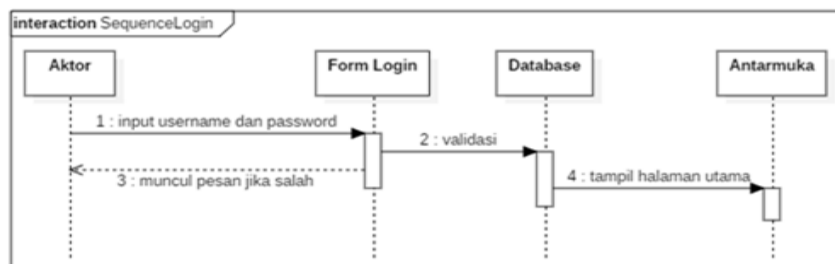 interaction SequenceLogin
Aktor
Form Login
Database
Antarmuka
1 : input username dan password
2 : validasi
3 : muncul pesan jika salah
4 : tampil halaman utama